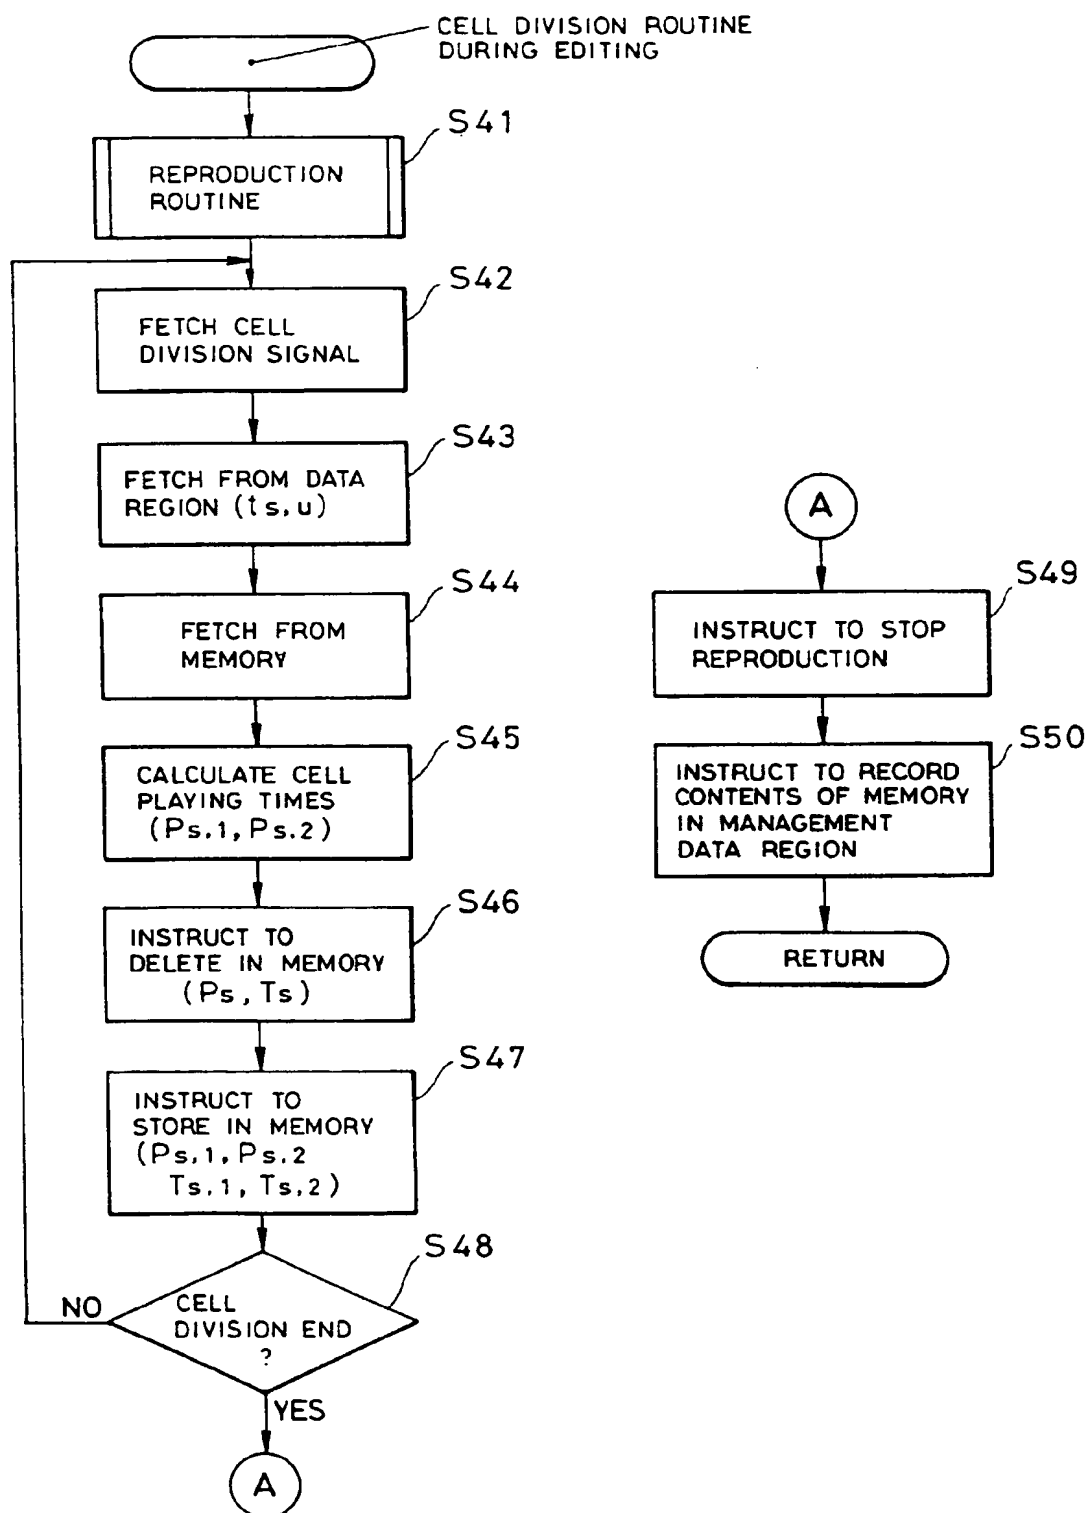 CELL DIVISION ROUTINE
DURING EDITING
S41
REPRODUCTION
ROUTINE
S42
FETCH CELL
DIVISION SIGNAL
S43
FETCH FROM DATA
REGION (ts,u)
S44
FETCH FROM
MEMORY
S45
CALCULATE CELL
PLAYING TIMES
(Ps.1, Ps.2)
S46
INSTRUCT TO
DELETE IN MEMORY
(Ps, Ts)
S47
INSTRUCT TO
STORE IN MEMORY
(Ps.1, Ps.2
Ts.1, Ts.2)
S48
CELL
DIVISION END
?
NO
YES
A
A
S49
INSTRUCT TO STOP
REPRODUCTION
S50
INSTRUCT TO RECORD
CONTENTS OF MEMORY
IN MANAGEMENT
DATA REGION
RETURN